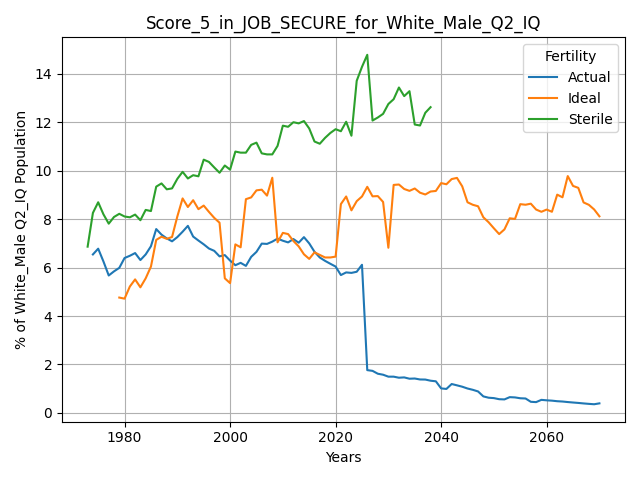 Score_5_in_JOB_SECURE_for_White_Male_Q2_IQ
Fertility
Actual
Ideal
Sterile
% of White_Male Q2_IQ Population
14
12
10
8
6
4
2
0
1980 2000 2020 2040 2060
Years